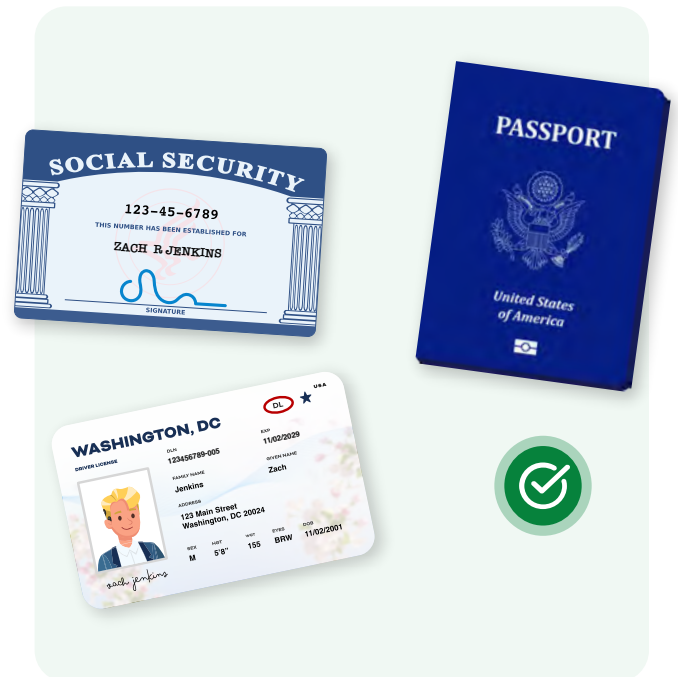 SOCIAL SECURITY
123-45-6789
THIS NUMBER HAS BEEN ESTABLISHED FOR
ZACH R JENKINS
SIGNATURE
PASSPORT
United States
of America
USA
DL
WASHINGTON, DC
DRIVER LICENSE
DLN
123456789-005
EXP
11/02/2029
FAMILY NAME
Jenkins
GIVEN NAME
Zach
ADDRESS
123 Main Street
Washington, DC 20024
SEX
M
HGT
5'8"
WGT
155
EYES
BRW
DOB
11/02/2001
zach jenkins